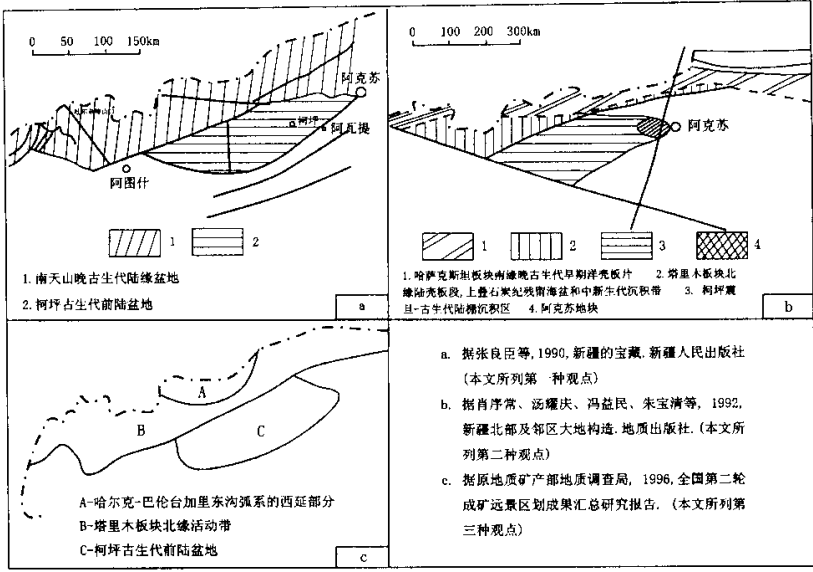 0 50 100 150km
阿克苏
柯坪
阿瓦提
阿图什
1 2
1.南天山晚古生代陆缘盆地
2.柯坪古生代前陆盆地
a
0 100 200 300km
阿克苏
1 2 3 4
1.哈萨克斯坦板块南缘晚古生代早期洋壳板片 2.塔里木板块北
缘陆壳板段,上叠石炭纪残留海盆和中新生代沉积带 3. 柯坪震
旦-古生代陆棚沉积区 4.阿克苏地块
b
A
B
C
A-哈尔克-巴伦台加里东沟弧系的西延部分
B-塔里木板块北缘活动带
C-柯坪古生代前陆盆地
c
a. 据张良臣等,1990,新疆的宝藏.新疆人民出版社
(本文所列第一种观点)
b. 据肖序常、汤耀庆、冯益民、朱宝清等, 1992,
新疆北部及邻区大地构造.地质出版社.(本文所
列第二种观点)
c. 据原地质矿产部地质调查局, 1996,全国第二轮
成矿远景区划成果汇总研究报告. (本文所列第
三种观点)